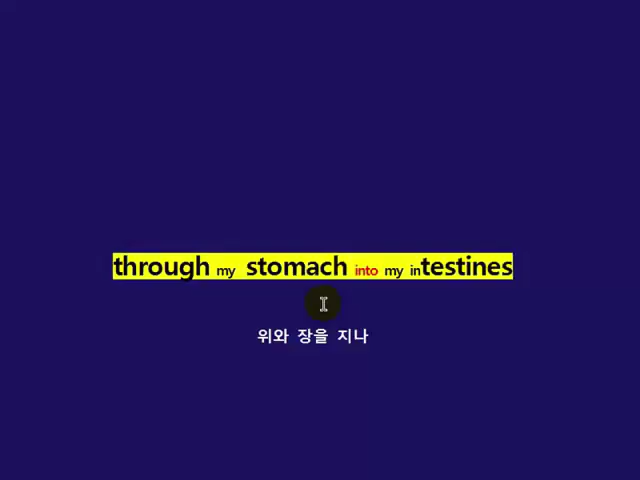 through my stomach into my intestines
위와 장을 지나